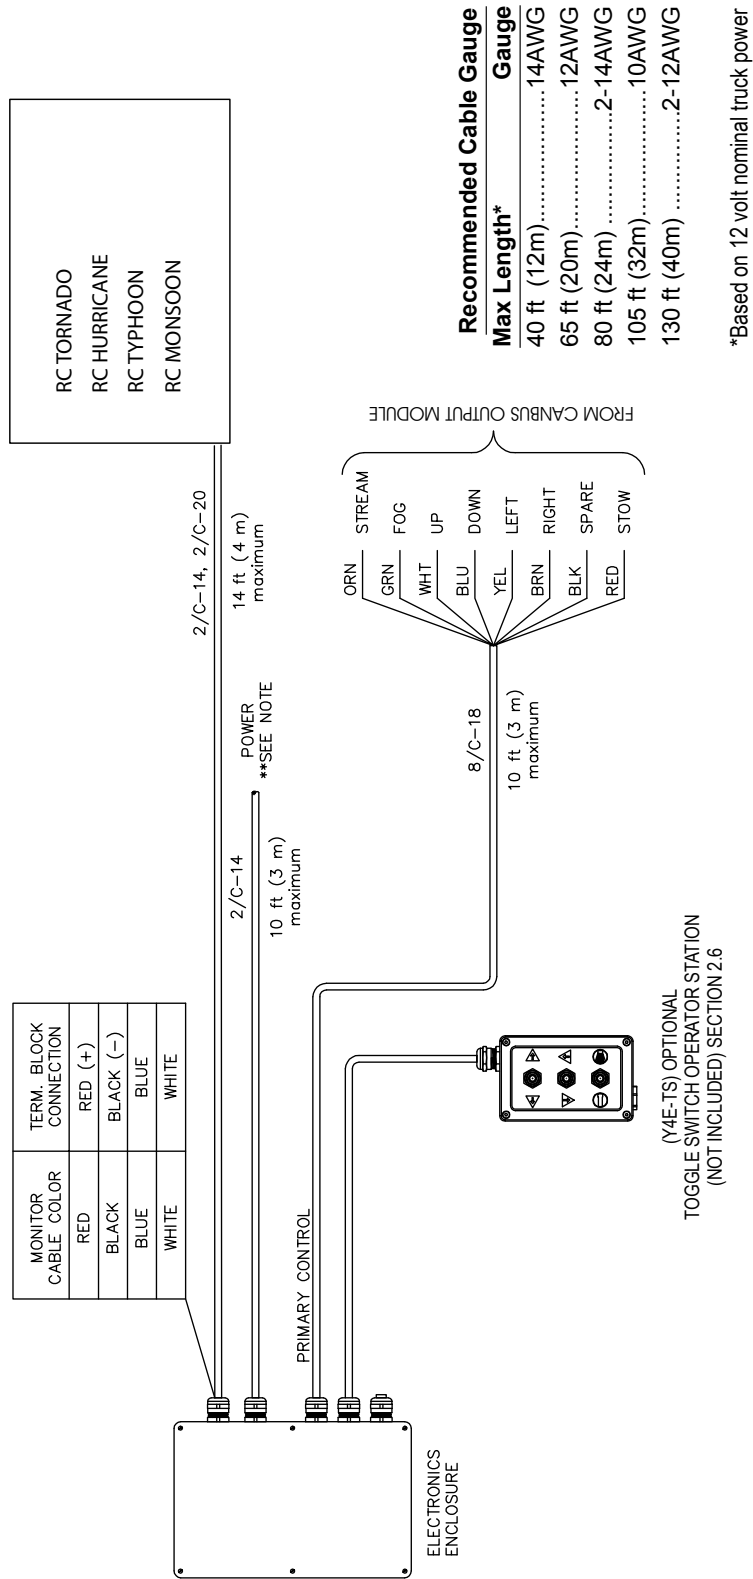 MONITOR
CABLE COLOR
TERM. BLOCK
CONNECTION
RED
RED (+)
BLACK
BLACK (−)
BLUE
BLUE
WHITE
WHITE
RC TORNADO
RC HURRICANE
RC TYPHOON
RC MONSOON
2/C−14, 2/C−20
14 ft (4 m)
maximum
2/C−14
10 ft (3 m)
maximum
POWER
**SEE NOTE
PRIMARY CONTROL
8/C−18
10 ft (3 m)
maximum
ORN STREAM
GRN FOG
WHT UP
BLU DOWN
YEL LEFT
BRN RIGHT
BLK SPARE
RED STOW
FROM CANBUS OUTPUT MODULE
ELECTRONICS
ENCLOSURE
(Y4E-TS) OPTIONAL
TOGGLE SWITCH OPERATOR STATION
(NOT INCLUDED) SECTION 2.6
Recommended Cable Gauge
Max Length* Gauge
40 ft (12m)..................14AWG
65 ft (20m)..................12AWG
80 ft (24m) ...............2-14AWG
105 ft (32m)................10AWG
130 ft (40m) .............2-12AWG
*Based on 12 volt nominal truck power